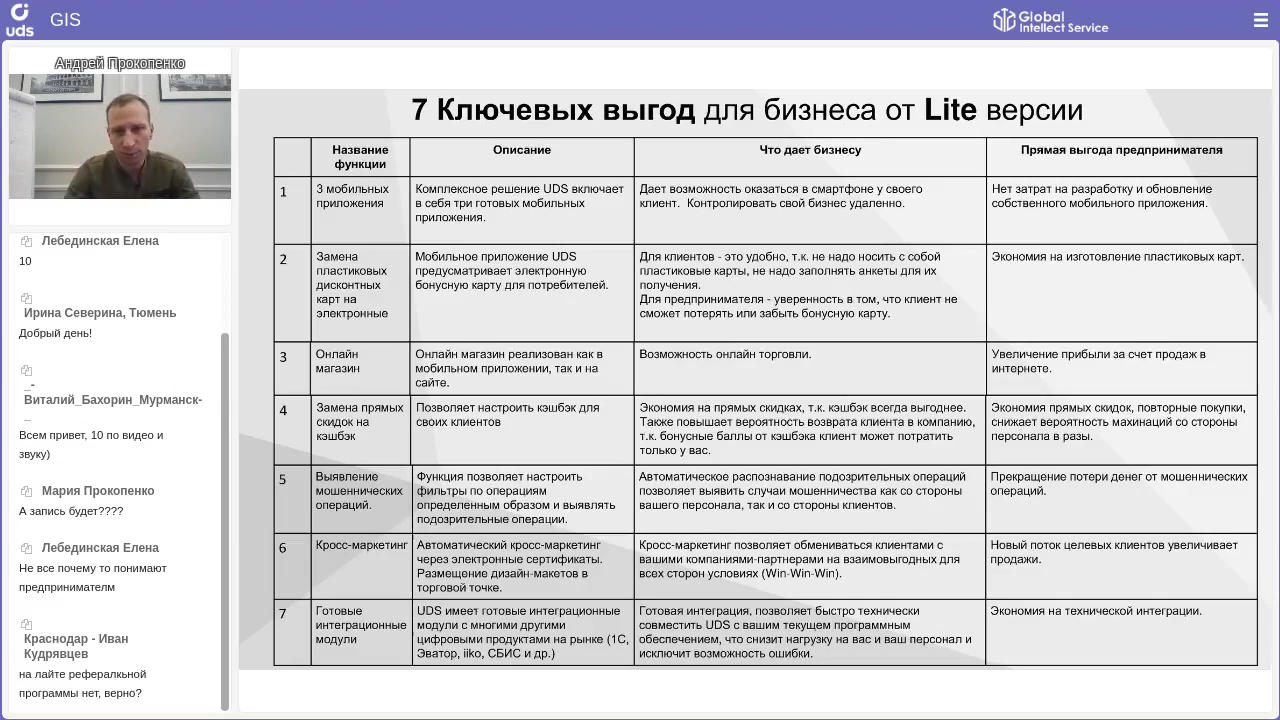 uds
GIS
Global
Intellect Service
Андрей Прокопенко
Лебединская Елена
10
Ирина Северина, Тюмень
Добрый день!
_-
Виталий_Бахорин_Мурманск-
_
Всем привет, 10 по видео и
звуку)
Мария Прокопенко
А запись будет????
Лебединская Елена
Не все почему то понимают
предпринимателм
Краснодар - Иван
Кудрявцев
на лайте реферальkной
программы нет, верно?
7 Ключевых выгод для бизнеса от Lite версии
Название
функции
Описание
Что дает бизнесу
Прямая выгода предпринимателя
1
3 мобильных
приложения
Комплексное решение UDS включает
в себя три готовых мобильных
приложения.
Дает возможность оказаться в смартфоне у своего
клиент. Контролировать свой бизнес удаленно.
Нет затрат на разработку и обновление
собственного мобильного приложения.
2
Замена
пластиковых
дисконтных
карт на
электронные
Мобильное приложение UDS
предусматривает электронную
бонусную карту для потребителей.
Для клиентов - это удобно, т.к. не надо носить с собой
пластиковые карты, не надо заполнять анкеты для их
получения.
Для предпринимателя - уверенность в том, что клиент не
сможет потерять или забыть бонусную карту.
Экономия на изготовление пластиковых карт.
3
Онлайн
магазин
Онлайн магазин реализован как в
мобильном приложении, так и на
сайте.
Возможность онлайн торговли.
Увеличение прибыли за счет продаж в
интернете.
4
Замена прямых
скидок на
кэшбэк
Позволяет настроить кэшбэк для
своих клиентов
Экономия на прямых скидках, т.к. кэшбэк всегда выгоднее.
Также повышает вероятность возврата клиента в компанию,
т.к. бонусные баллы от кэшбэка клиент может потратить
только у вас.
Экономия прямых скидок, повторные покупки,
снижает вероятность махинаций со стороны
персонала в разы.
5
Выявление
мошеннических
операций.
Функция позволяет настроить
фильтры по операциям
определенным образом и выявлять
подозрительные операции.
Автоматическое распознавание подозрительных операций
позволяет выявить случаи мошенничества как со стороны
вашего персонала, так и со стороны клиентов.
Прекращение потери денег от мошеннических
операций.
6
Кросс-маркетинг
Автоматический кросс-маркетинг
через электронные сертификаты.
Размещение дизайн-макетов в
торговой точке.
Кросс-маркетинг позволяет обмениваться клиентами с
вашими компаниями-партнерами на взаимовыгодных для
всех сторон условиях (Win-Win-Win).
Новый поток целевых клиентов увеличивает
продажи.
7
Готовые
интеграционные
модули
UDS имеет готовые интеграционные
модули с многими другими
цифровыми продуктами на рынке (1С,
Эватор, iiko, СБИС и др.)
Готовая интеграция, позволяет быстро технически
совместить UDS с вашим текущем программным
обеспечением, что снизит нагрузку на вас и ваш персонал и
исключит возможность ошибки.
Экономия на технической интеграции.